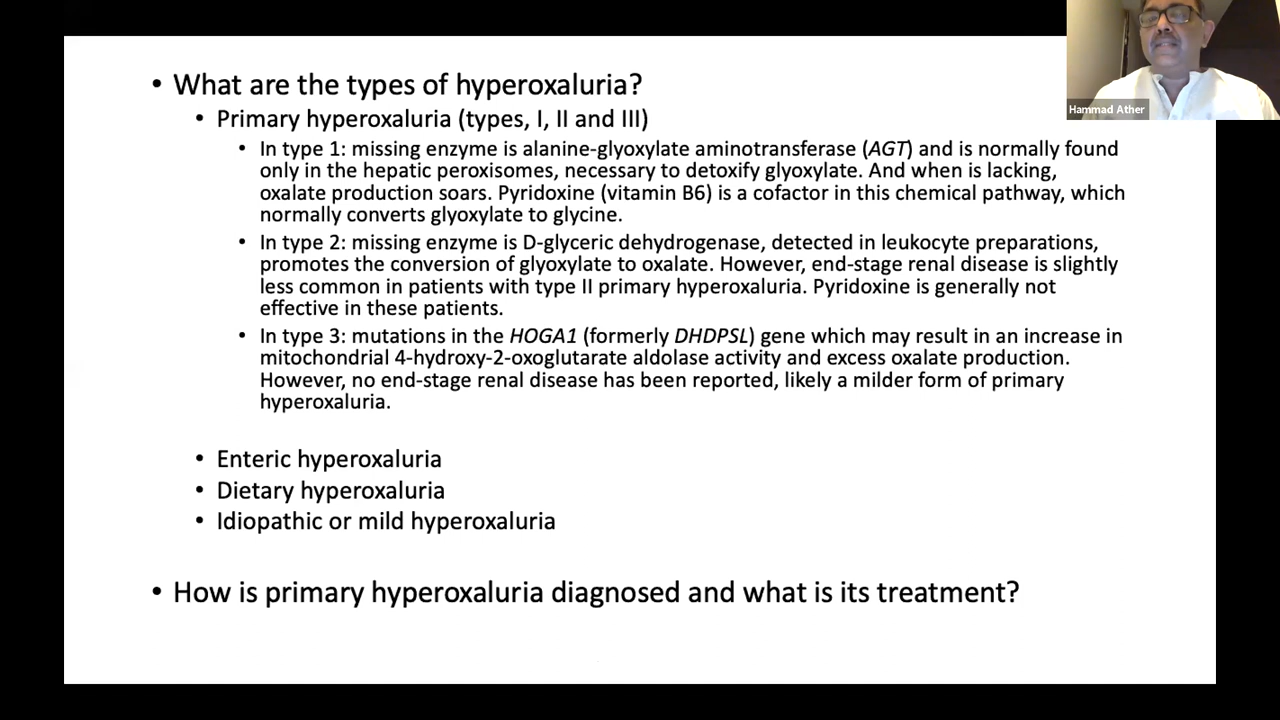 • What are the types of hyperoxaluria?
Hammad Ather
• Primary hyperoxaluria (types, I, II and III)
• In type 1: missing enzyme is alanine-glyoxylate aminotransferase (AGT) and is normally found
only in the hepatic peroxisomes, necessary to detoxify glyoxylate. And when is lacking,
oxalate production soars. Pyridoxine (vitamin B6) is a cofactor in this chemical pathway, which
normally converts glyoxylate to glycine.
• In type 2: missing enzyme is D-glyceric dehydrogenase, detected in leukocyte preparations,
promotes the conversion of glyoxylate to oxalate. However, end-stage renal disease is slightly
less common in patients with type II primary hyperoxaluria. Pyridoxine is generally not
effective in these patients.
• In type 3: mutations in the HOGA1 (formerly DHDPSL) gene which may result in an increase in
mitochondrial 4-hydroxy-2-oxoglutarate aldolase activity and excess oxalate production.
However, no end-stage renal disease has been reported, likely a milder form of primary
hyperoxaluria.
• Enteric hyperoxaluria
• Dietary hyperoxaluria
• Idiopathic or mild hyperoxaluria
• How is primary hyperoxaluria diagnosed and what is its treatment?